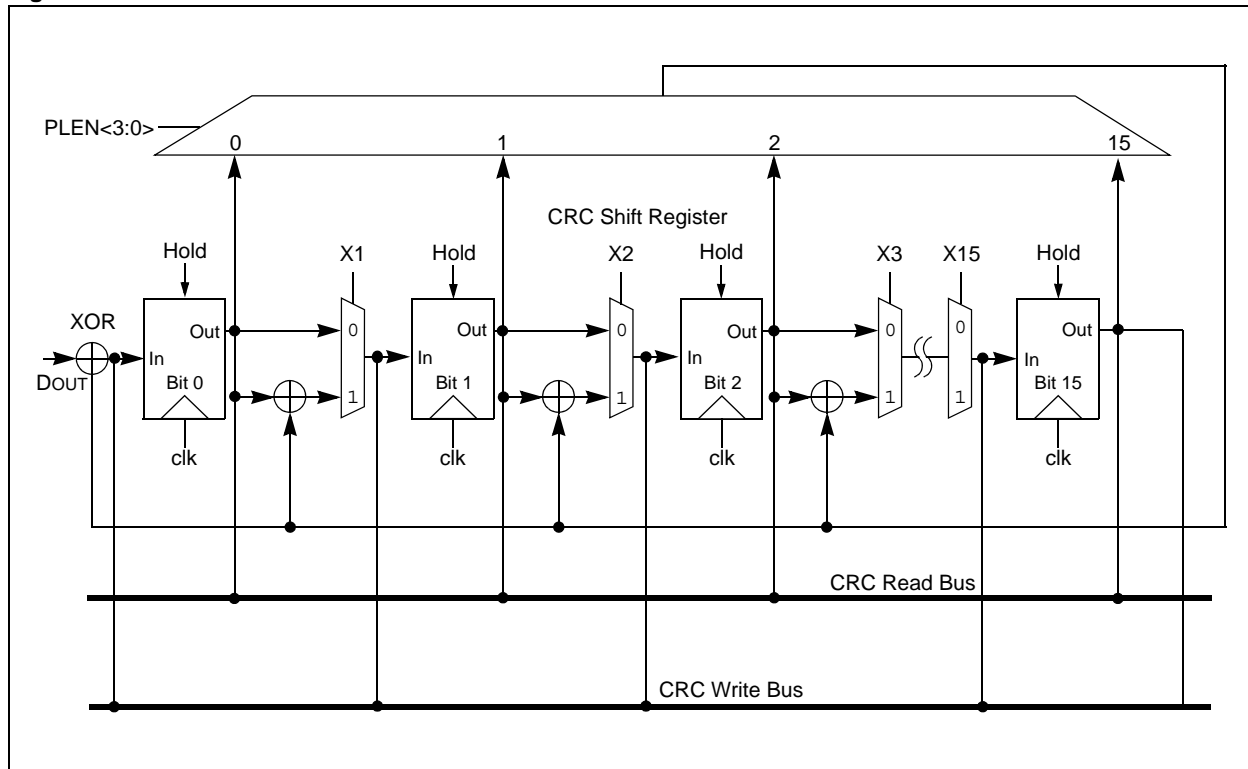 PLEN<3:0>
0 1 2 15
CRC Shift Register
Hold X1 Hold X2 Hold X3 X15 Hold
XOR
Out 0 Out 0 Out 0 0 Out
In In In In
DOUT Bit 0 1 Bit 1 1 Bit 2 1 1 Bit 15
clk clk clk clk
CRC Read Bus
CRC Write Bus